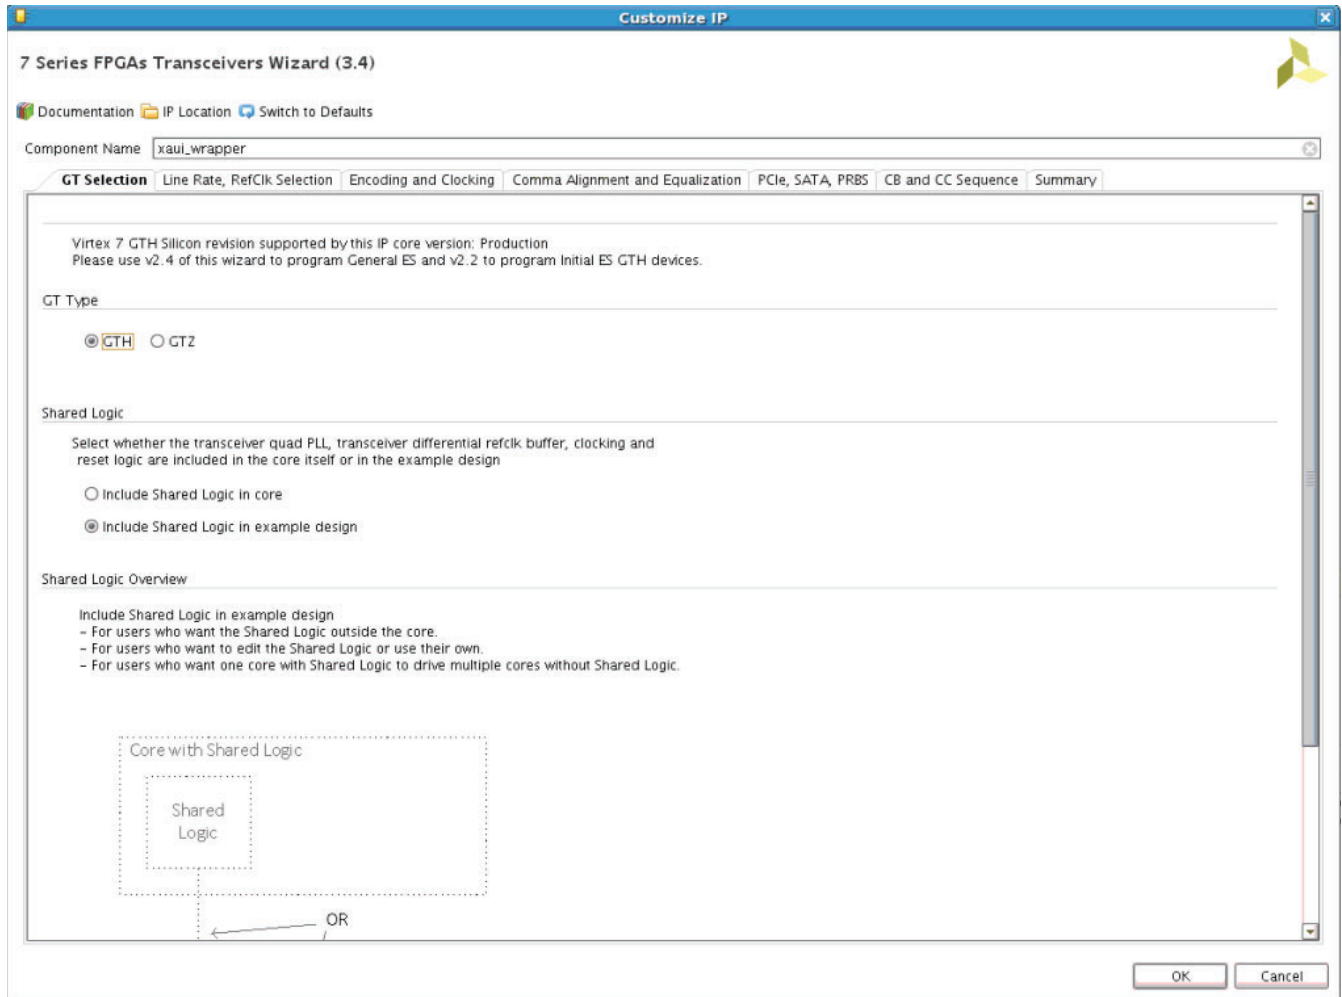 Customize IP
7 Series FPGAs Transceivers Wizard (3.4)
Documentation IP Location Switch to Defaults
Component Name xaui_wrapper
GT Selection Line Rate, RefClk Selection Encoding and Clocking Comma Alignment and Equalization PCIe, SATA, PRBS CB and CC Sequence Summary
Virtex 7 GTH Silicon revision supported by this IP core version: Production
Please use v2.4 of this wizard to program General ES and v2.2 to program Initial ES GTH devices.
GT Type
GTH GTZ
Shared Logic
Select whether the transceiver quad PLL, transceiver differential refclk buffer, clocking and
reset logic are included in the core itself or in the example design
Include Shared Logic in core
Include Shared Logic in example design
Shared Logic Overview
Include Shared Logic in example design
- For users who want the Shared Logic outside the core.
- For users who want to edit the Shared Logic or use their own.
- For users who want one core with Shared Logic to drive multiple cores without Shared Logic.
Core with Shared Logic
Shared
Logic
OR
OK Cancel